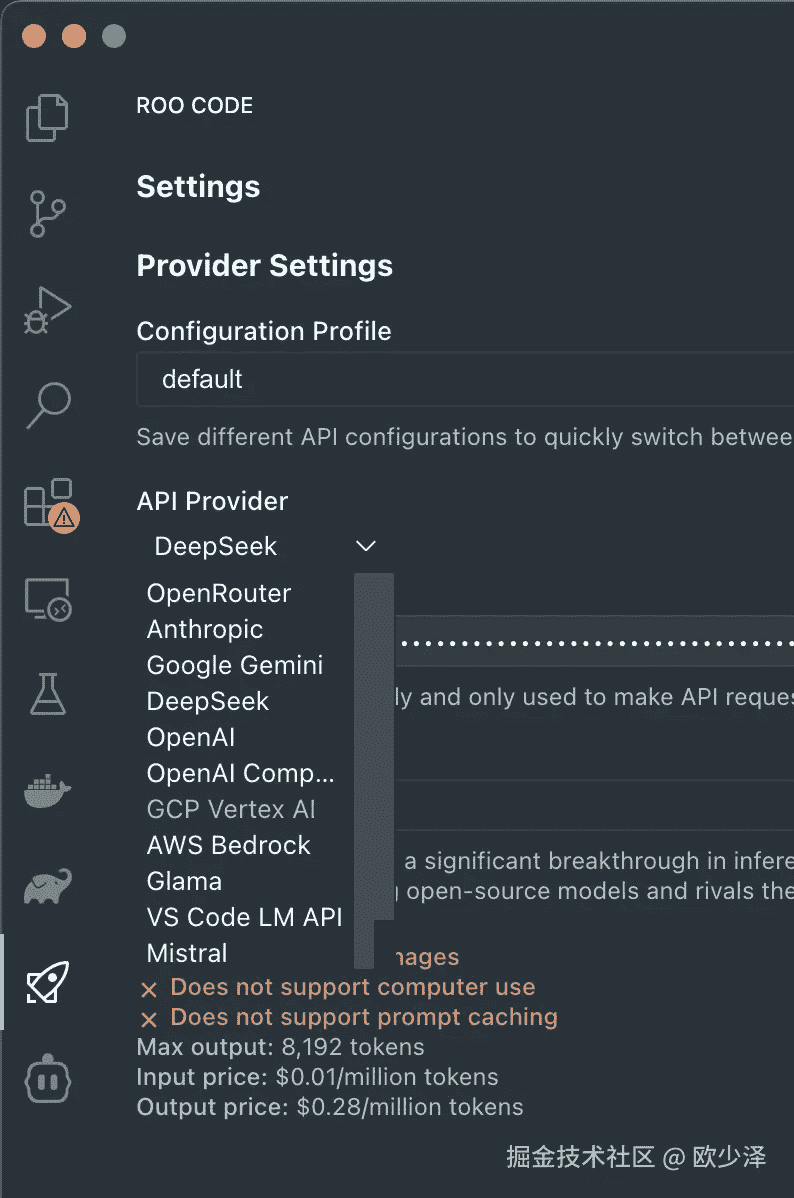 ROO CODE
Settings
Provider Settings
Configuration Profile
default
Save different API configurations to quickly switch betwee
API Provider
DeepSeek
OpenRouter
Anthropic
Google Gemini
DeepSeek
ly and only used to make API reques
OpenAI
OpenAI Comp...
GCP Vertex AI
AWS Bedrock
a significant breakthrough in infere
Glama
open-source models and rivals the
VS Code LM API
Mistral
nages
× Does not support computer use
× Does not support prompt caching
Max output: 8,192 tokens
Input price: $0.01/million tokens
Output price: $0.28/million tokens
掘金技术社区 @ 欧少泽